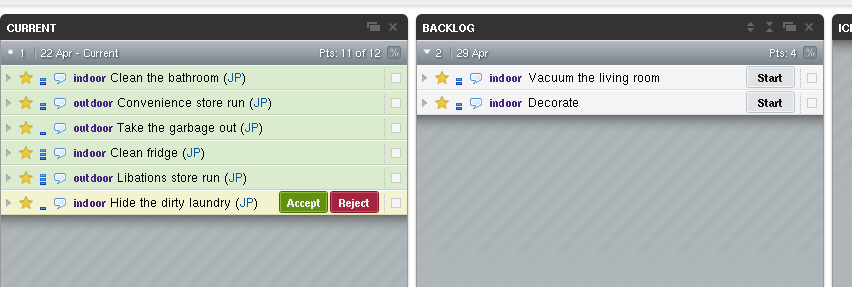 CURRENT
1 22 Apr - Current Pts: 11 of 12 %
indoor Clean the bathroom (JP)
outdoor Convenience store run (JP)
outdoor Take the garbage out (JP)
indoor Clean fridge (JP)
outdoor Libations store run (JP)
indoor Hide the dirty laundry (JP) Accept Reject
BACKLOG
2 29 Apr Pts: 4 %
indoor Vacuum the living room Start
indoor Decorate Start
ICE